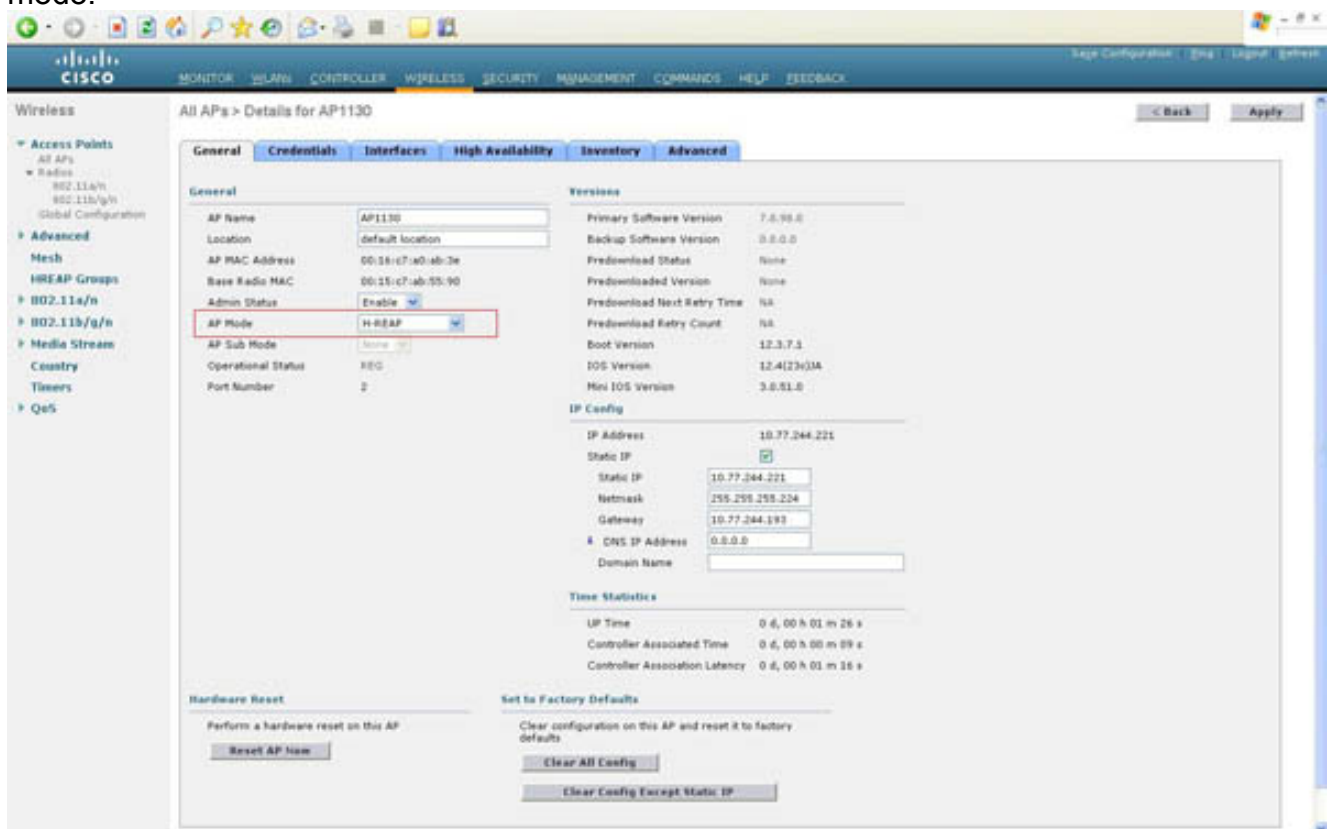 mode.
Save Configuration Ping Logout Refresh
CISCO
MONITOR WLANs CONTROLLER WIRELESS SECURITY MANAGEMENT COMMANDS HELP FEEDBACK
Wireless
All APs > Details for AP1130
< Back Apply
Access Points
All APs
Radios
802.11a/n
802.11b/g/n
Global Configuration
Advanced
Mesh
HREAP Groups
802.11a/n
802.11b/g/n
Media Stream
Country
Timers
QoS
General Credentials Interfaces High Availability Inventory Advanced
General
AP Name AP1130
Location default location
AP MAC Address 00:16:c7:a0:ab:3e
Base Radio MAC 00:15:c7:ab:55:90
Admin Status Enable
AP Mode H-REAP
AP Sub Mode None
Operational Status REG
Port Number 2
Versions
Primary Software Version 7.0.98.0
Backup Software Version 0.0.0.0
Predownload Status None
Predownloaded Version None
Predownload Next Retry Time NA
Predownload Retry Count NA
Boot Version 12.3.7.1
IOS Version 12.4(23c)JA
Mini IOS Version 3.0.51.0
IP Config
IP Address 10.77.244.221
Static IP
Static IP 10.77.244.221
Netmask 255.255.255.224
Gateway 10.77.244.193
DNS IP Address 0.0.0.0
Domain Name
Time Statistics
UP Time 0 d, 00 h 01 m 26 s
Controller Associated Time 0 d, 00 h 00 m 09 s
Controller Association Latency 0 d, 00 h 01 m 16 s
Hardware Reset
Perform a hardware reset on this AP
Reset AP Now
Set to Factory Defaults
Clear configuration on this AP and reset it to factory
defaults
Clear All Config
Clear Config Except Static IP